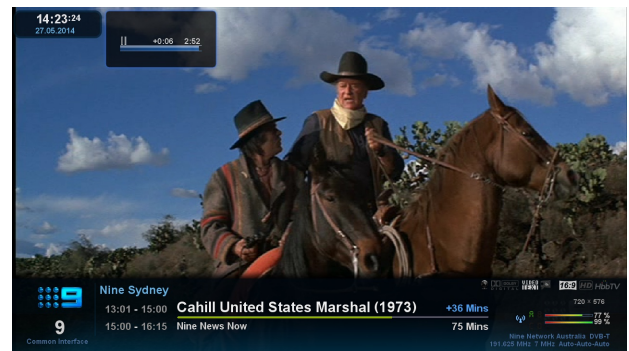 14:23:24
27.05.2014
+0:06 2:52
9
Nine Sydney
13:01 - 15:00 Cahill United States Marshal (1973) +36 Mins
15:00 - 16:15 Nine News Now 75 Mins
9
Common Interface
16:9 HD HbbTV
720 × 576
R 77 %
99 %
Nine Network Australia DVB-T
191.625 MHz 7 MHz Auto-Auto-Auto